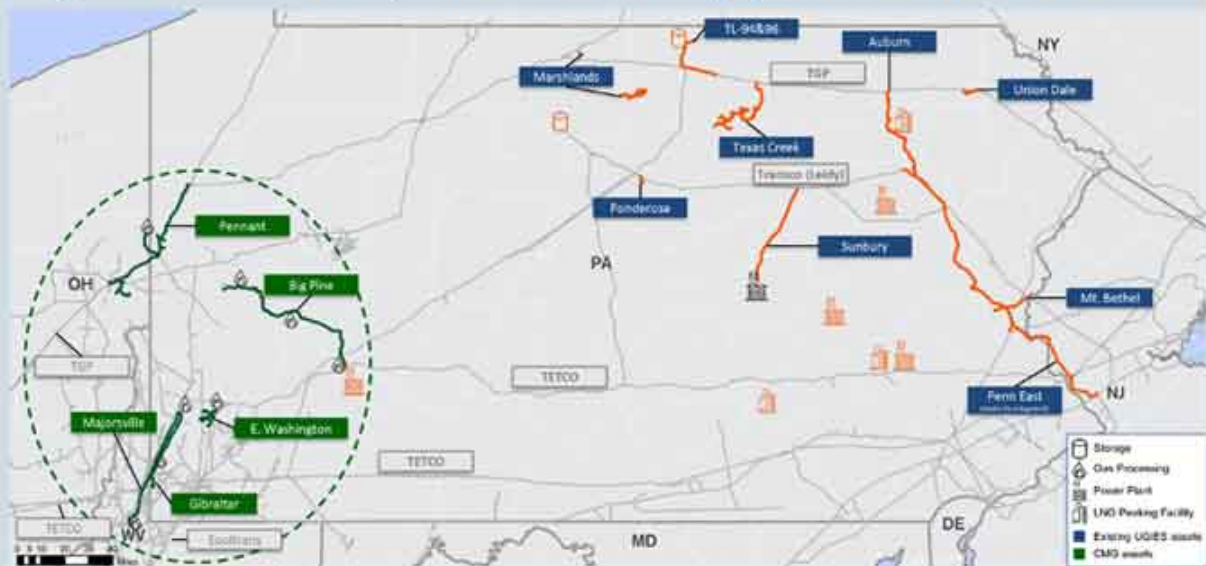 TL-94&96
Auburn
NY
Marshlands
TGP
Union Dale
Texas Creek
Transco (Leidy)
Pennant
Ponderosa
Sunbury
OH
PA
Big Pine
Mt. Bethel
TGP
TETCO
Penn East
NJ
Majorsville
E. Washington
Storage
TETCO
Gas Processing
Power Plant
Gibraltar
LNG Peaking Facility
TETCO
WV
Equitrans
MD
DE
Existing UGIES assets
CMG assets
Miles